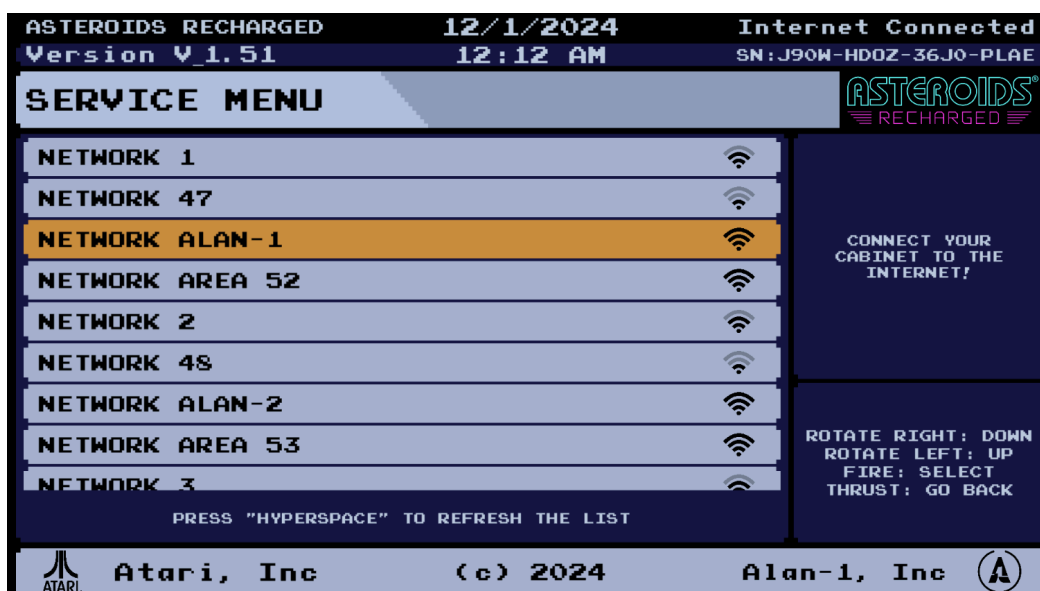 ASTEROIDS RECHARGED 12/1/2024 Internet Connected
Version V_1.51 12:12 AM SN:J90W-HDOZ-36J0-PLAE
SERVICE MENU
ASTEROIDS®
RECHARGED
NETWORK 1
NETWORK 47
NETWORK ALAN-1
NETWORK AREA 52
NETWORK 2
NETWORK 48
NETWORK ALAN-2
NETWORK AREA 53
NETWORK 3
PRESS "HYPERSPACE" TO REFRESH THE LIST
CONNECT YOUR
CABINET TO THE
INTERNET!
ROTATE RIGHT: DOWN
ROTATE LEFT: UP
FIRE: SELECT
THRUST: GO BACK
ATARI
Atari, Inc (c) 2024 Alan-1, Inc